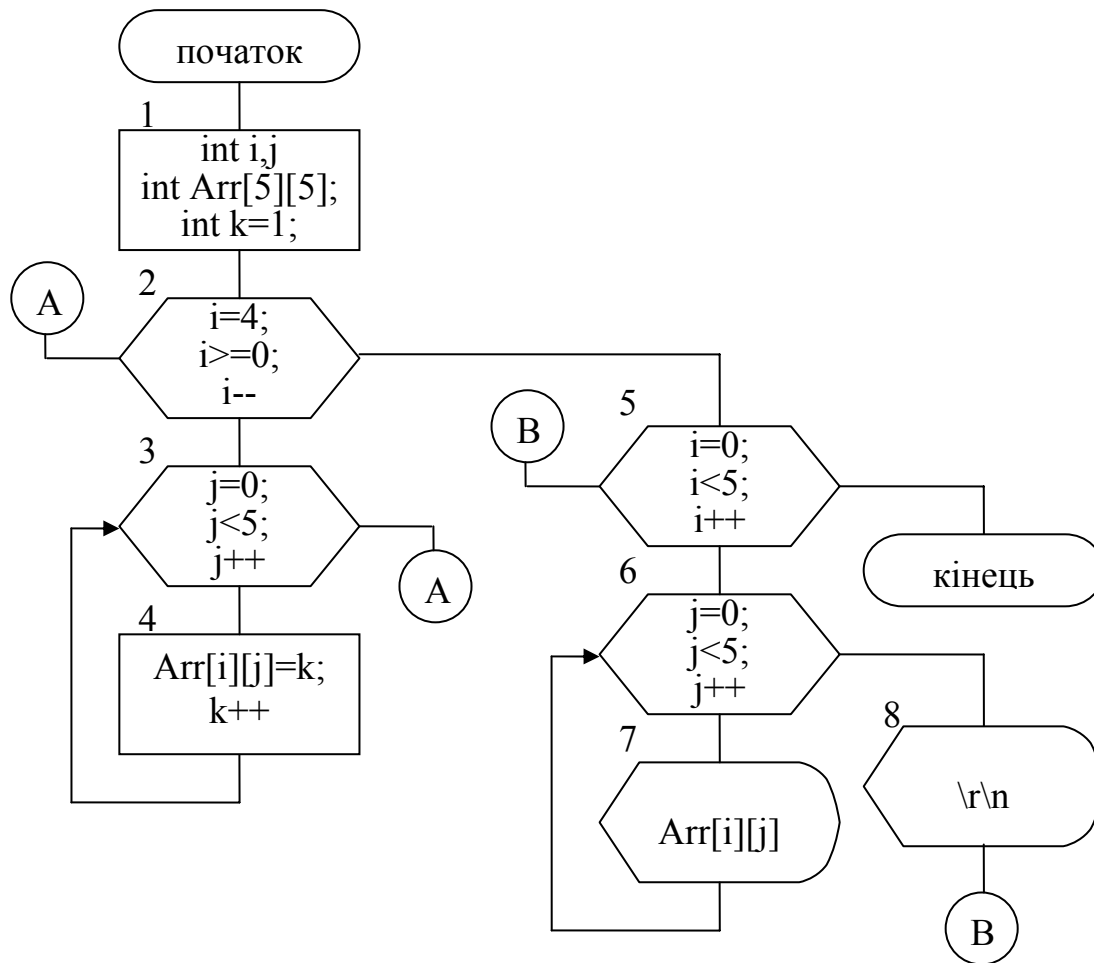 початок
1
int i,j
int Arr[5][5];
int k=1;
A
2
i=4;
i>=0;
i--
3
j=0;
j<5;
j++
A
4
Arr[i][j]=k;
k++
B
5
i=0;
i<5;
i++
кінець
6
j=0;
j<5;
j++
7
Arr[i][j]
8
\r\n
B